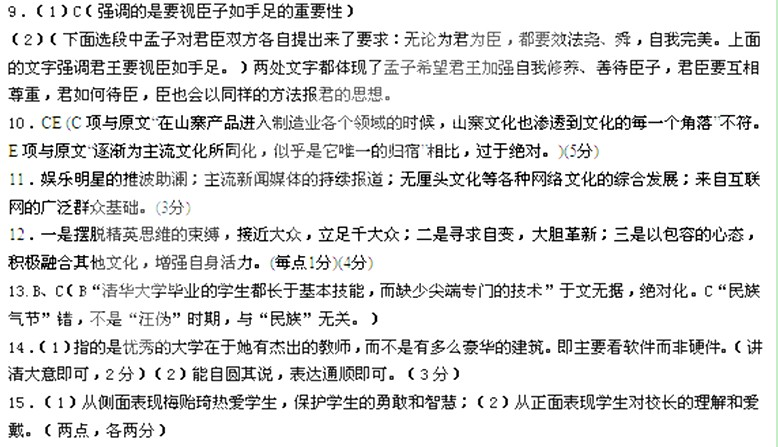 9．（1）C（强调的是要视臣子如手足的重要性）
（2）（下面选段中孟子对君臣双方各自提出来了要求：无论为君为臣，都要效法尧、舜，自我完美。上面
的文字强调君王要视臣如手足。）两处文字都体现了孟子希望君王加强自我修养、善待臣子，君臣要互相
尊重，君如何待臣，臣也会以同样的方法报君的思想。
10．CE (C 项与原文“在山寨产品进入制造业各个领域的时候，山寨文化也渗透到文化的每一个角落”不符。
E 项与原文“逐渐为主流文化所同化，似乎是它唯一的归宿”相比，过于绝对。)(5分)
11．娱乐明星的推波助澜；主流新闻媒体的持续报道；无厘头文化等各种网络文化的综合发展；来自互联
网的广泛群众基础。(3分)
12．一是摆脱精英思维的束缚，接近大众，立足千大众；二是寻求自变，大胆革新；三是以包容的心态，
积极融合其他文化，增强自身活力。(每点1分)(4分)
13.B、C（B“清华大学毕业的学生都长于基本技能，而缺少尖端专门的技术”于文无据，绝对化。C“民族
气节”错，不是“汪伪”时期，与“民族”无关。）
14．（1）指的是优秀的大学在于她有杰出的教师，而不是有多么豪华的建筑。即主要看软件而非硬件。（讲
清大意即可，2 分）（2）能自圆其说，表达通顺即可。（3 分）
15．（1）从侧面表现梅贻琦热爱学生，保护学生的勇敢和智慧；（2）从正面表现学生对校长的理解和爱
戴。（两点，各两分）